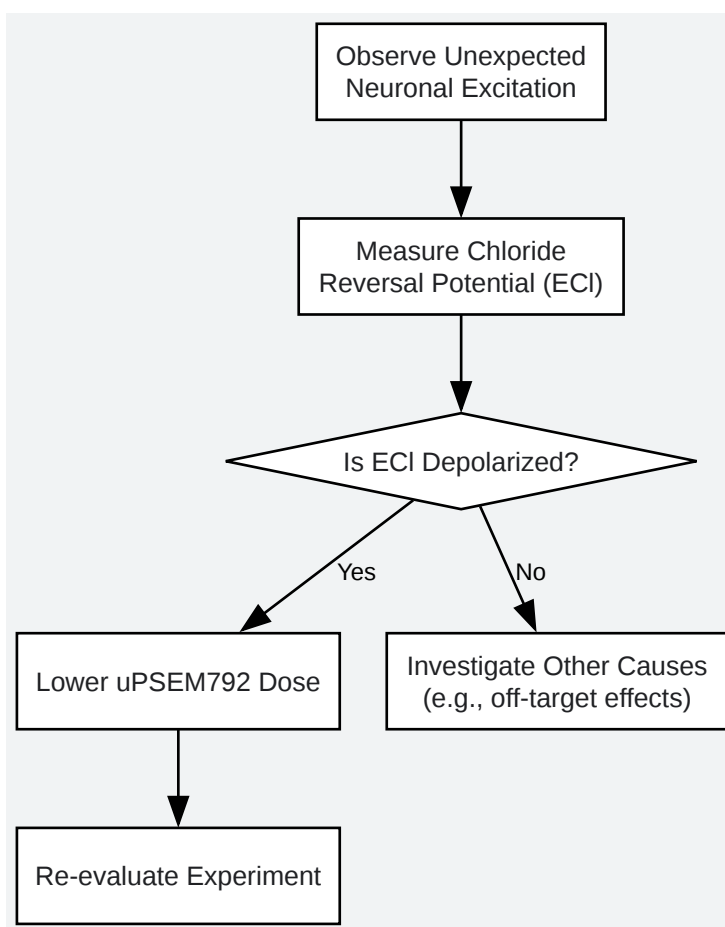 Observe Unexpected
Neuronal Excitation
Measure Chloride
Reversal Potential (ECl)
Is ECl Depolarized?
Yes
No
Lower uPSEM792 Dose
Investigate Other Causes
(e.g., off-target effects)
Re-evaluate Experiment